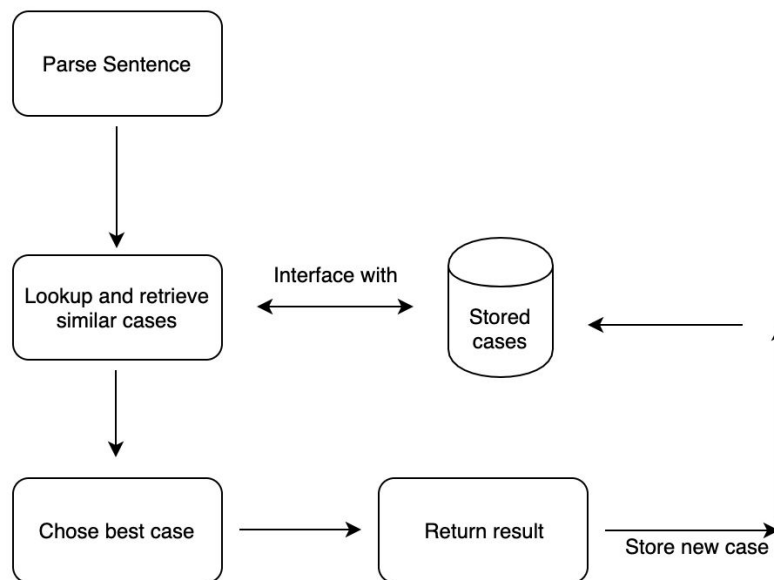 Parse Sentence
Lookup and retrieve
similar cases
Interface with
Stored
cases
Chose best case
Return result
Store new case